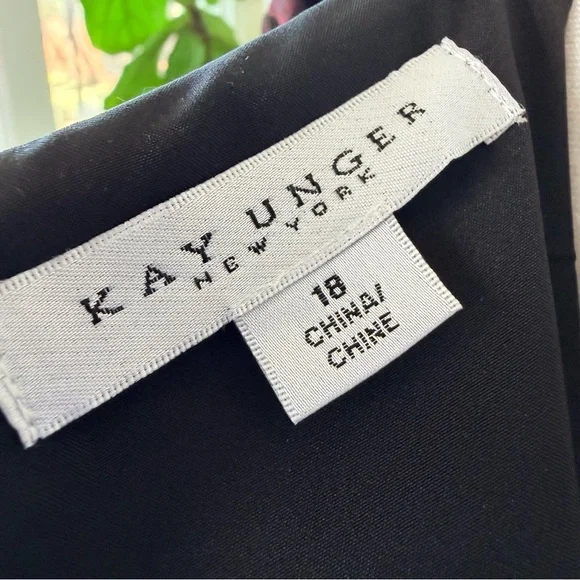 KAY UNGER
NEW YORK
18
CHINA/
CHINE